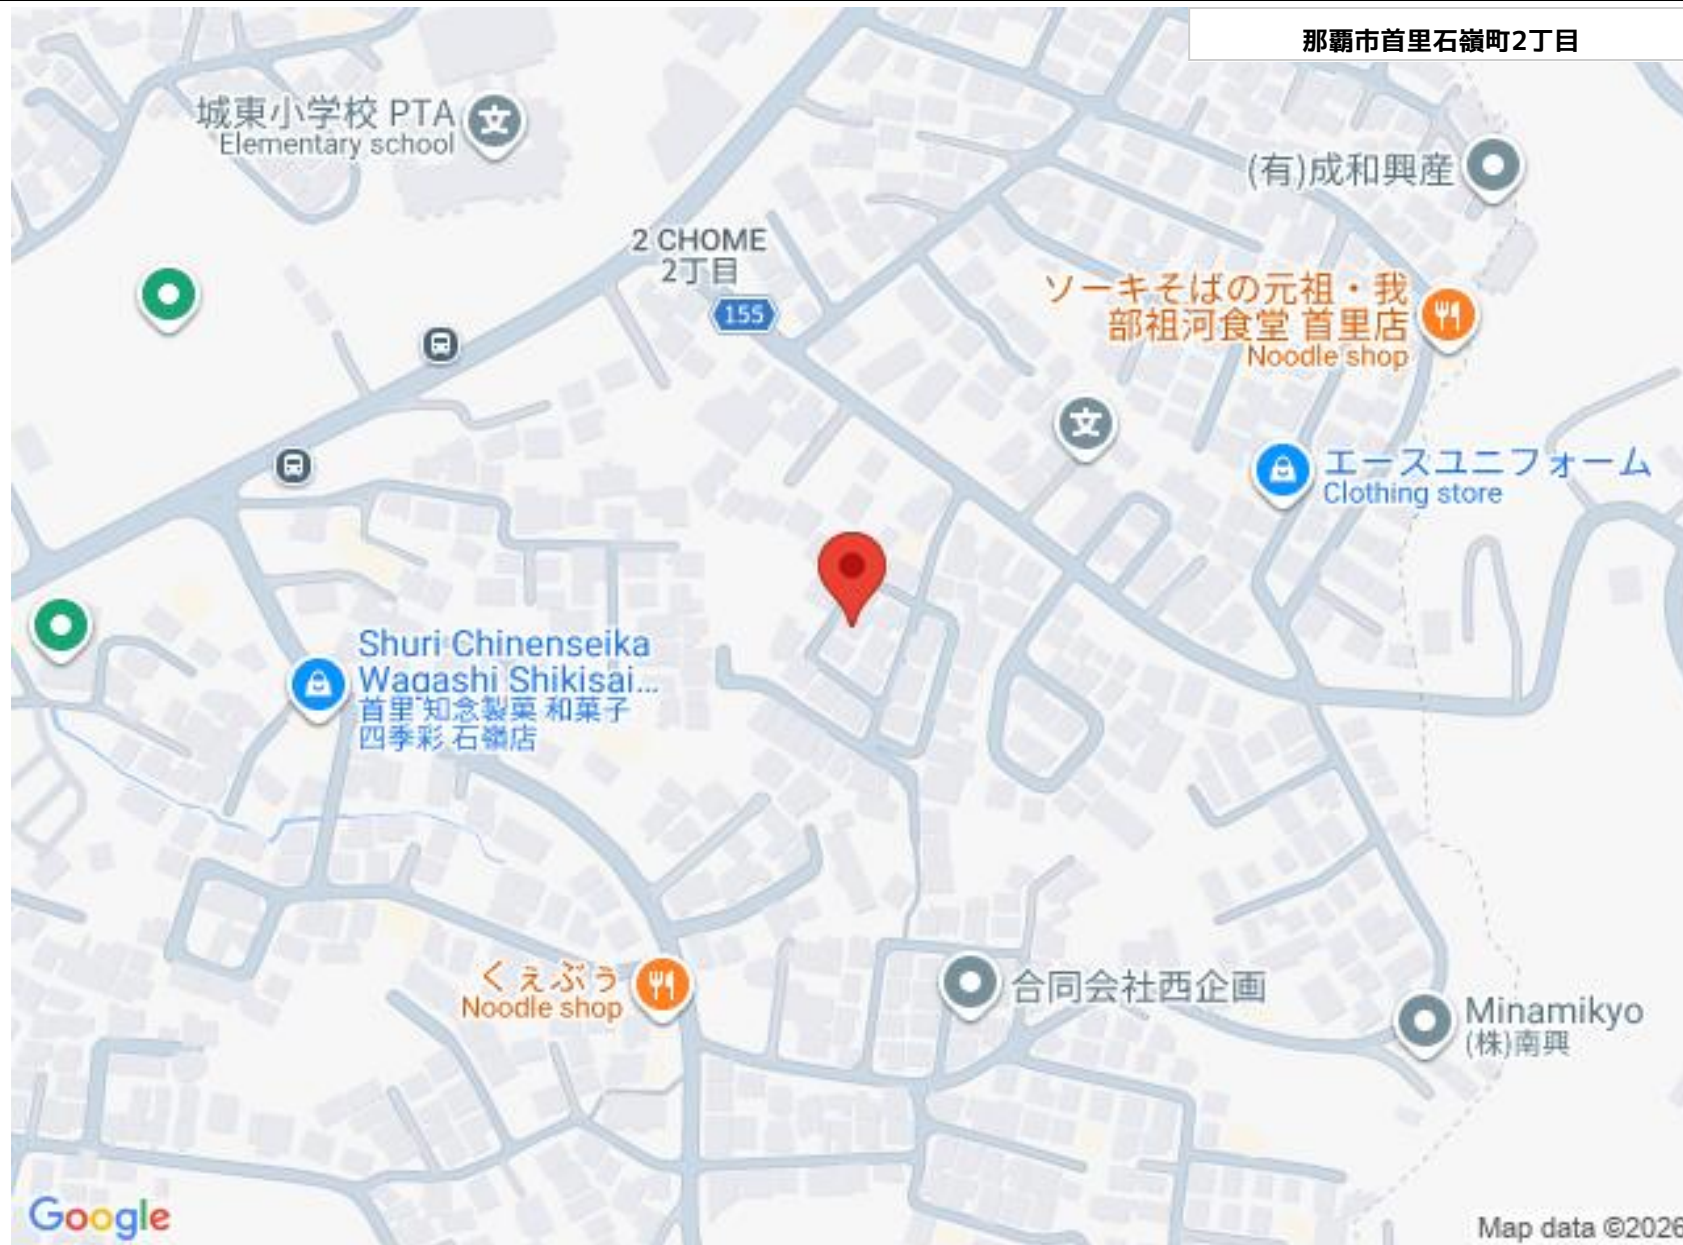 那覇市首里石嶺町2丁目
城東小学校 PTA
Elementary school
(有)成和興産
2 CHOME
2丁目
155
ソーキそばの元祖・我
部祖河食堂 首里店
Noodle shop
文
文
エースユニフォーム
Clothing store
Shuri Chinenseika
Wagashi Shikisai...
首里 知念製菓 和菓子
四季彩 石嶺店
くぇぶぅ
Noodle shop
合同会社西企画
Minamikyo
(株)南興
Google
Map data ©2026